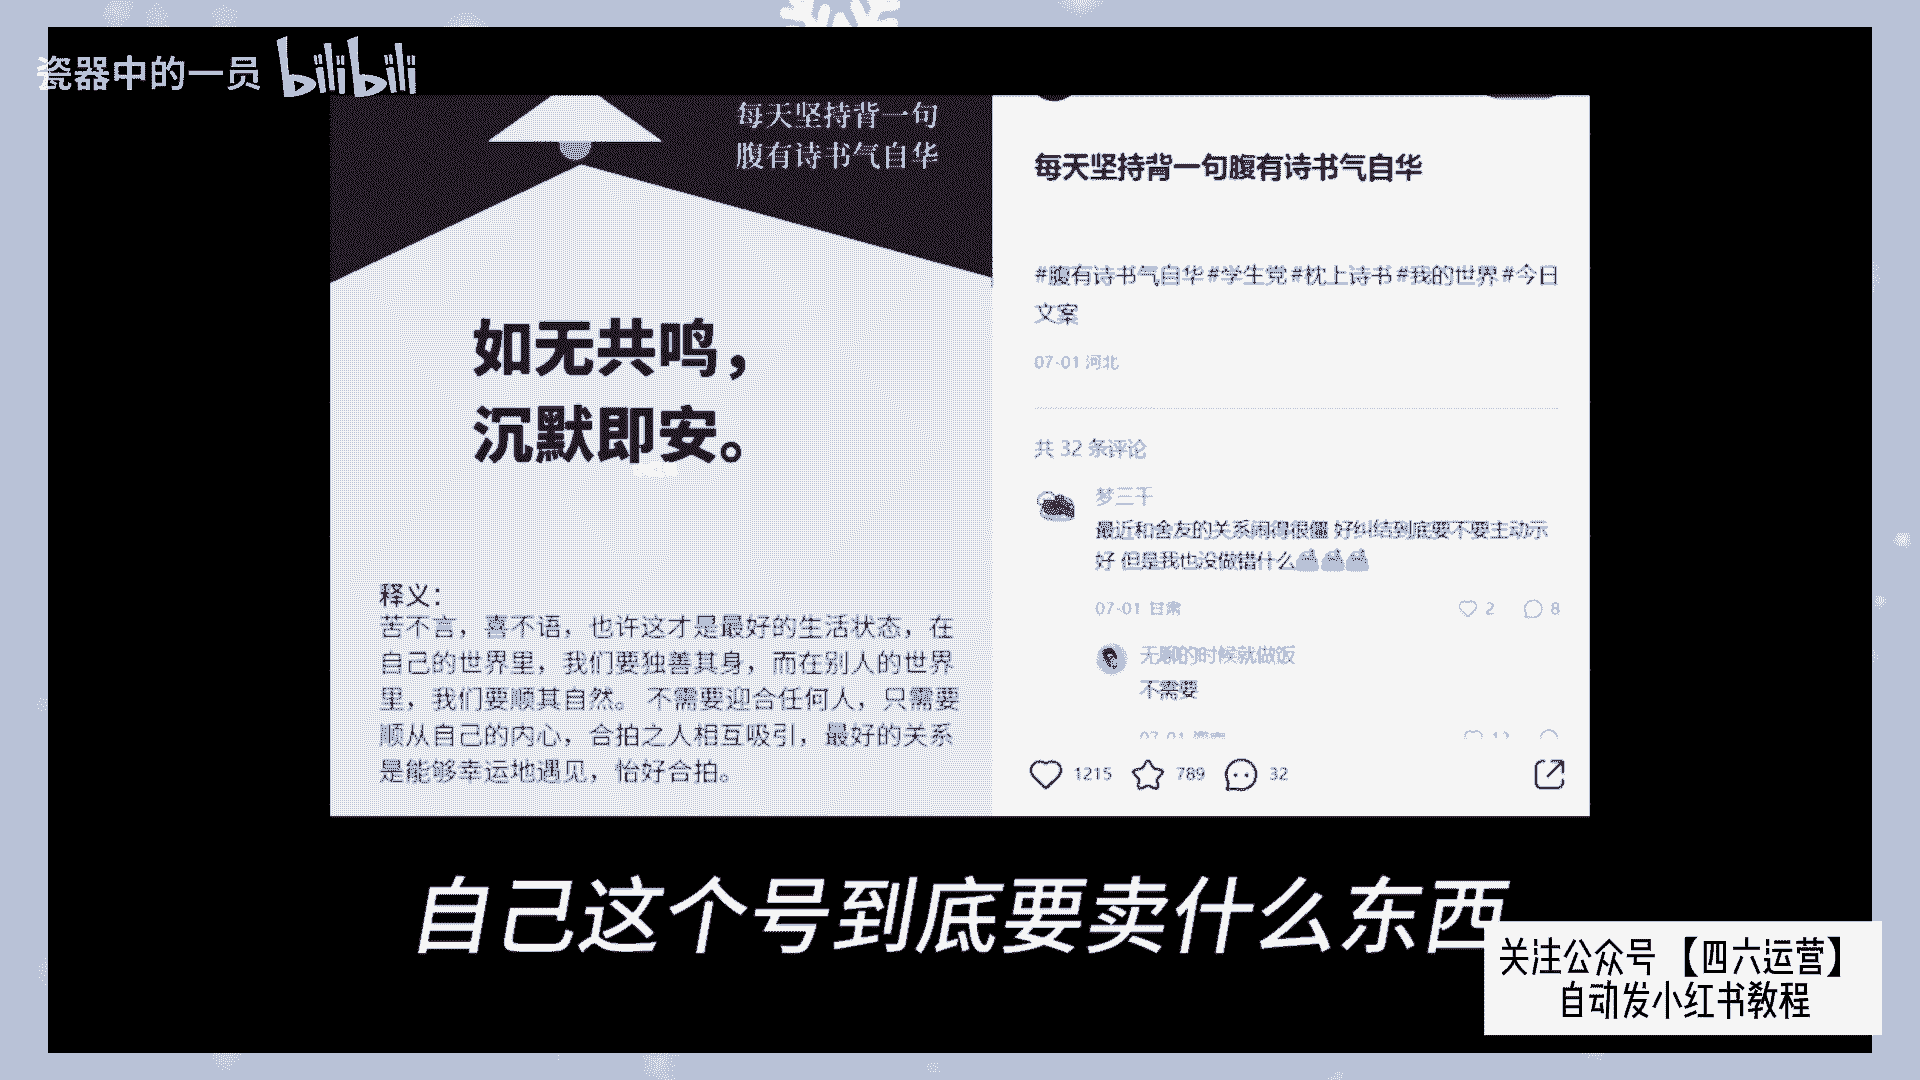 瓷器中的一员 bilibili
每天坚持背一句
腹有诗书气自华
如无共鸣，
沉默即安。
释义：
苦不言，喜不语，也许这才是最好的生活状态，在
自己的世界里，我们要独善其身，而在别人的世界
里，我们要顺其自然。 不需要迎合任何人，只需要
顺从自己的内心，合拍之人相互吸引，最好的关系
是能够幸运地遇见，恰好合拍。
每天坚持背一句腹有诗书气自华
#腹有诗书气自华 #学生党 #枕上诗书 #我的世界 #今日
文案
07-01 河北
共 32 条评论
梦三千
最近和舍友的关系闹得很僵 好纠结到底要不要主动示
好 但是我也没做错什么
07-01 甘肃
2
8
无聊的时候就做饭
不需要
1215
789
32
自己这个号到底要卖什么东西
关注公众号【四六运营】
自动发小红书教程